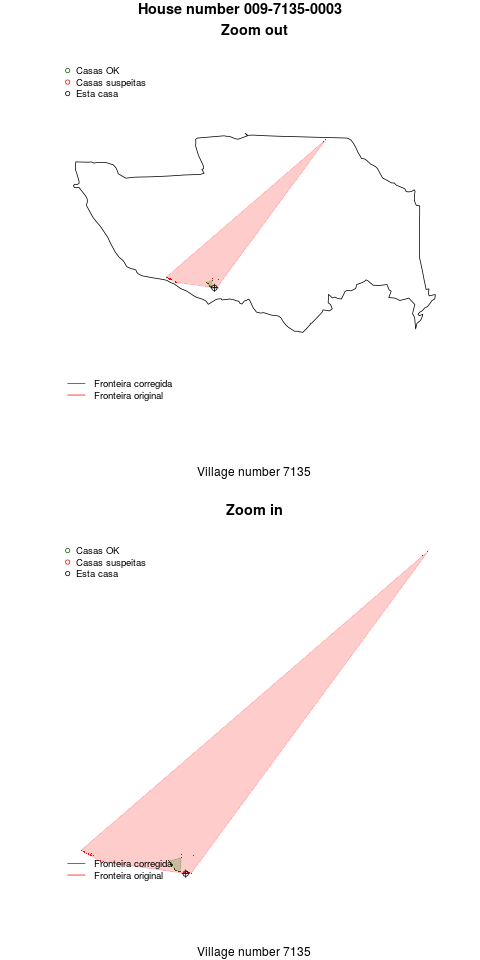 House number 009-7135-0003
Zoom out
Casas OK
Casas suspeitas
Esta casa
Fronteira corregida
Fronteira original
Village number 7135
Zoom in
Casas OK
Casas suspeitas
Esta casa
Fronteira corregida
Fronteira original
Village number 7135